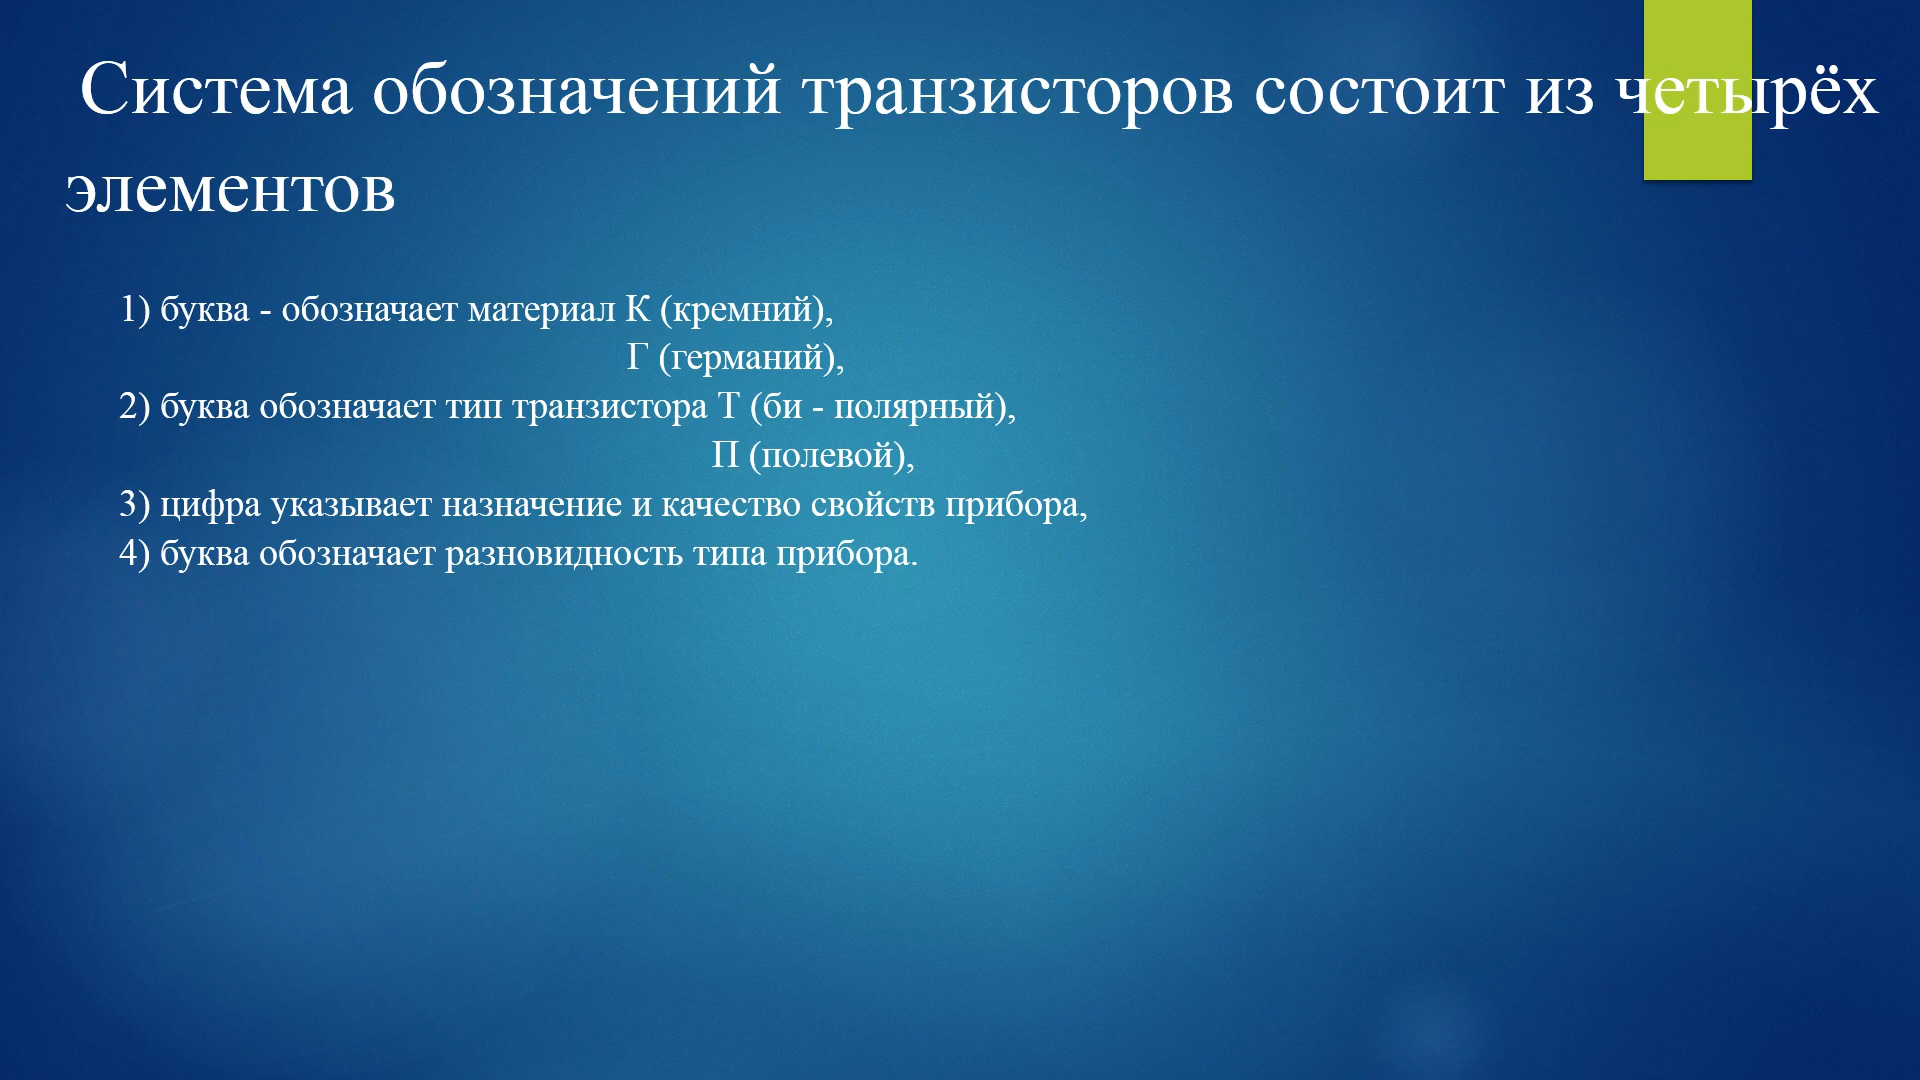 Система обозначений транзисторов состоит из четырёх
элементов
1) буква - обозначает материал К (кремний),
Г (германий),
2) буква обозначает тип транзистора Т (би - полярный),
П (полевой),
3) цифра указывает назначение и качество свойств прибора,
4) буква обозначает разновидность типа прибора.